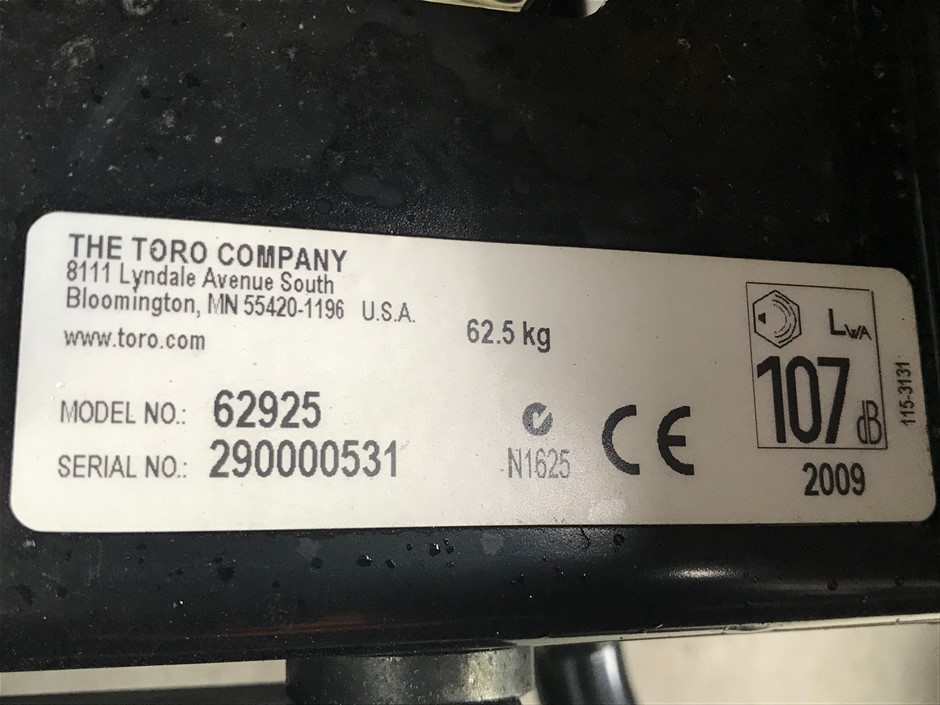 THE TORO COMPANY
8111 Lyndale Avenue South
Bloomington, MN 55420-1196 U.S.A.
www.toro.com
62.5 kg
MODEL NO.: 62925
SERIAL NO.: 290000531
N1625
CE
LWA
107 dB
2009
115-3131